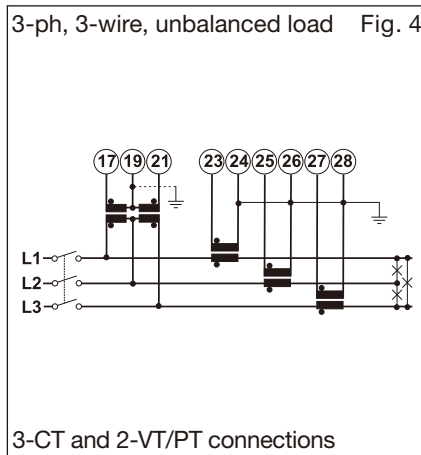 3-ph, 3-wire, unbalanced load Fig. 4
17 19 21 23 24 25 26 27 28
L1
L2
L3
3-CT and 2-VT/PT connections